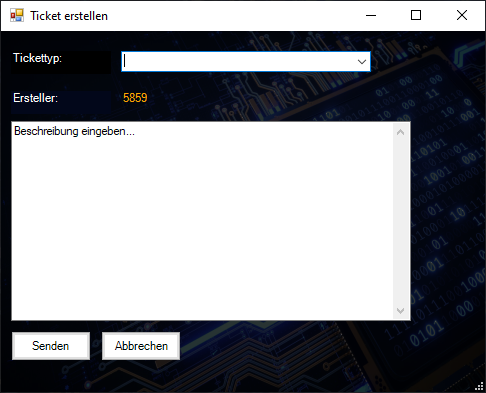 Ticket erstellen
Tickettyp:
Ersteller: 5859
Beschreibung eingeben...
Senden Abbrechen